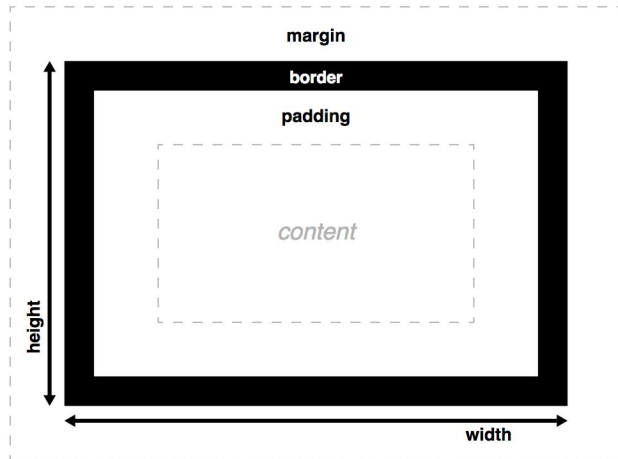 margin
border
padding
content
height
width